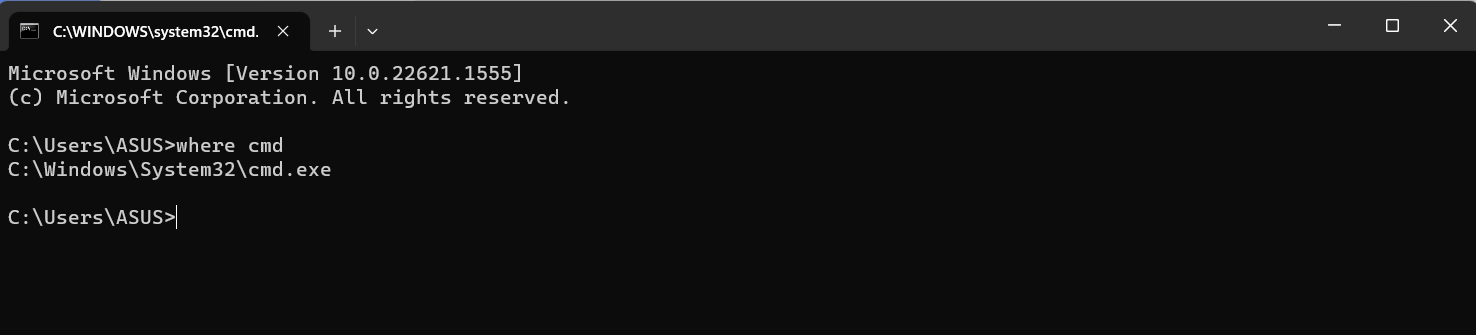 C:\WINDOWS\system32\cmd.
Microsoft Windows [Version 10.0.22621.1555]
(c) Microsoft Corporation. All rights reserved.
C:\Users\ASUS>where cmd
C:\Windows\System32\cmd.exe
C:\Users\ASUS>